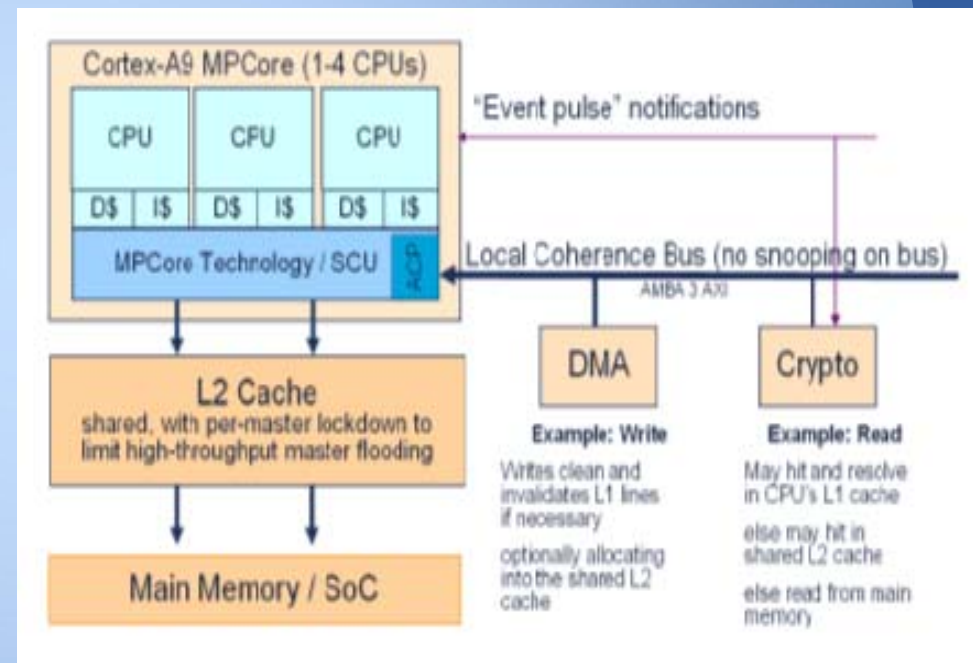 Cortex-A9 MPCore (1-4 CPUs)
CPU CPU CPU
D$ I$ D$ I$ D$ I$
MPCore Technology / SCU
ACP
"Event pulse" notifications
Local Coherence Bus (no snooping on bus)
AMBA 3 AXI
L2 Cache
shared, with per-master lockdown to
limit high-throughput master flooding
Main Memory / SoC
DMA
Example: Write
Writes clean and
invalidates L1 lines
if necessary
optionally allocating
into the shared L2
cache
Crypto
Example: Read
May hit and resolve
in CPU's L1 cache
else may hit in
shared L2 cache
else read from main
memory